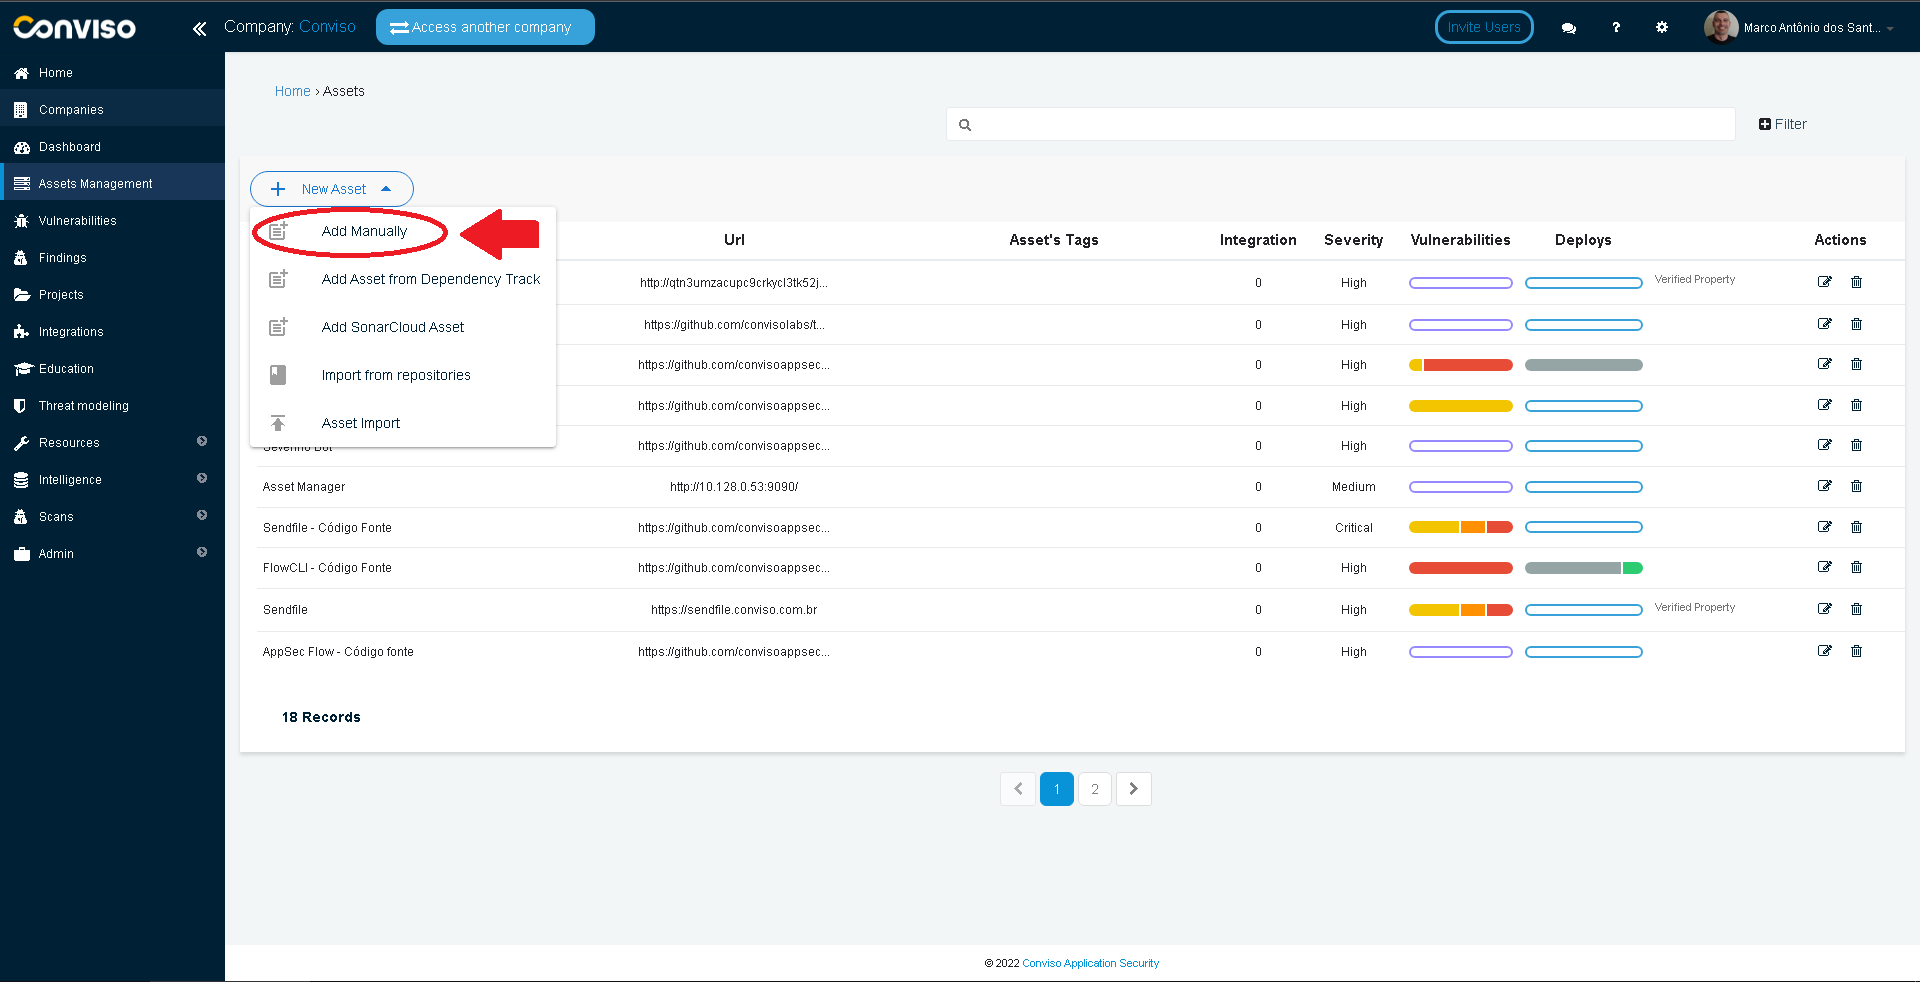 Conviso
Company: Conviso
Access another company
Invite Users
?
Marco Antônio dos Sant...
Home
Companies
Dashboard
Assets Management
Vulnerabilities
Findings
Projects
Integrations
Education
Threat modeling
Resources
Intelligence
Scans
Admin
Home › Assets
Filter
New Asset
Add Manually
Add Asset from Dependency Track
Add SonarCloud Asset
Import from repositories
Asset Import
Url Asset's Tags Integration Severity Vulnerabilities Deploys Actions
http://qtn3umzacupc9crkycl3tk52j... 0 High Verified Property
https://github.com/convisolabs/t... 0 High
https://github.com/convisoappsec... 0 High
https://github.com/convisoappsec... 0 High
https://github.com/convisoappsec... 0 High
Asset Manager http://10.128.0.53:9090/ 0 Medium
Sendfile - Código Fonte https://github.com/convisoappsec... 0 Critical
FlowCLI - Código Fonte https://github.com/convisoappsec... 0 High
Sendfile https://sendfile.conviso.com.br 0 High Verified Property
AppSec Flow - Código fonte https://github.com/convisoappsec... 0 High
18 Records
1 2
© 2022 Conviso Application Security